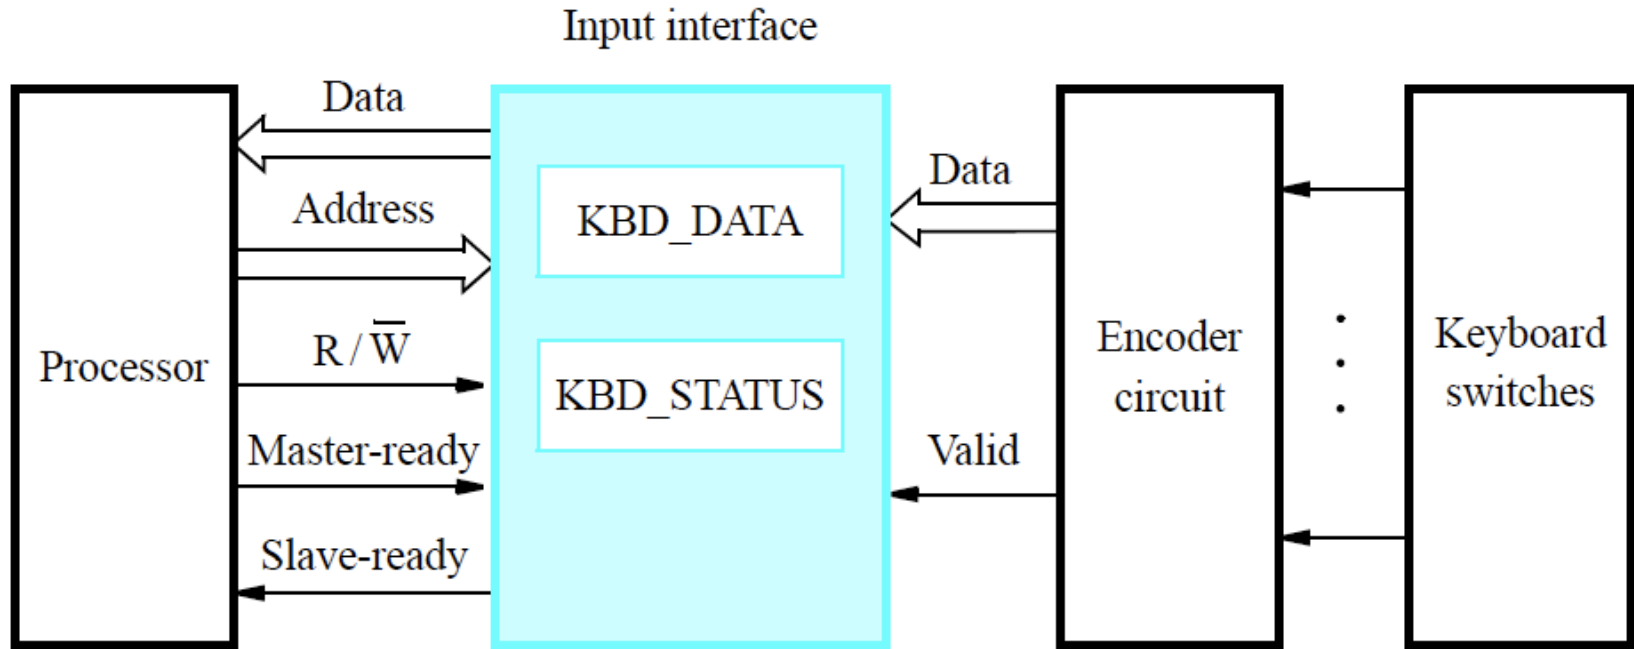 Input interface
Data
Address
R / W̅
Master-ready
Slave-ready
Processor
KBD_DATA
KBD_STATUS
Data
Valid
Encoder
circuit
Keyboard
switches